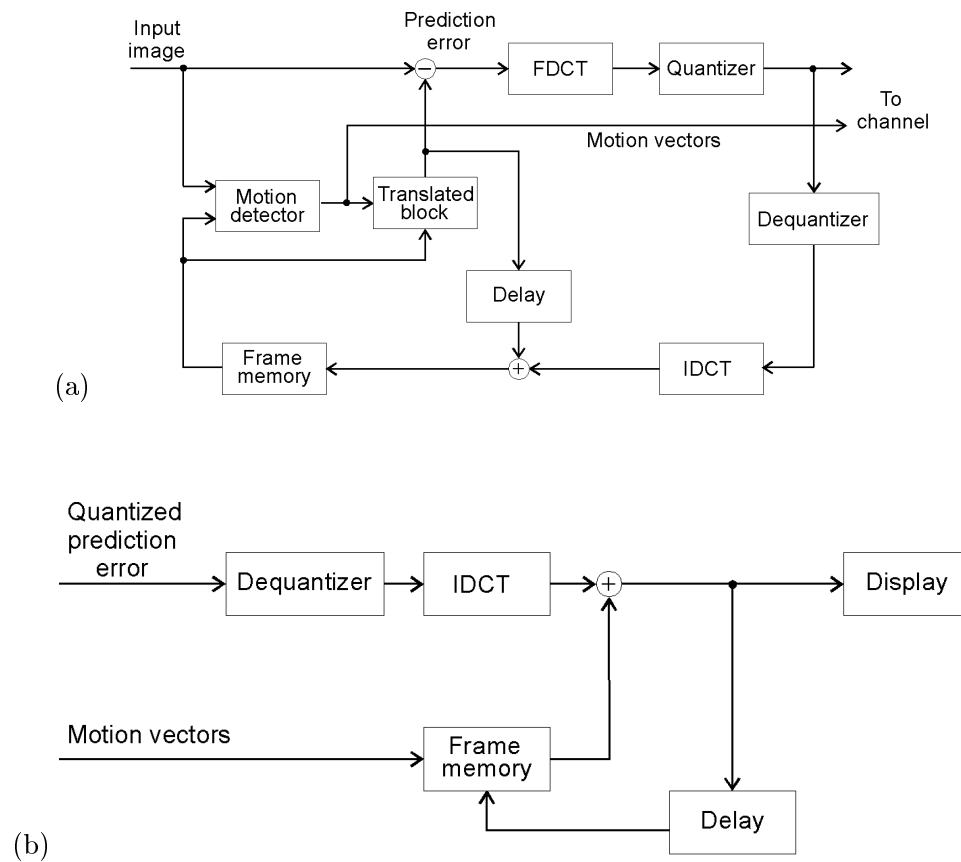 Input
image
Prediction
error
−
FDCT
Quantizer
To
channel
Motion vectors
Motion
detector
Translated
block
Dequantizer
Delay
Frame
memory
+
IDCT
(a)
Quantized
prediction
error
Dequantizer
IDCT
+
Display
Motion vectors
Frame
memory
Delay
(b)